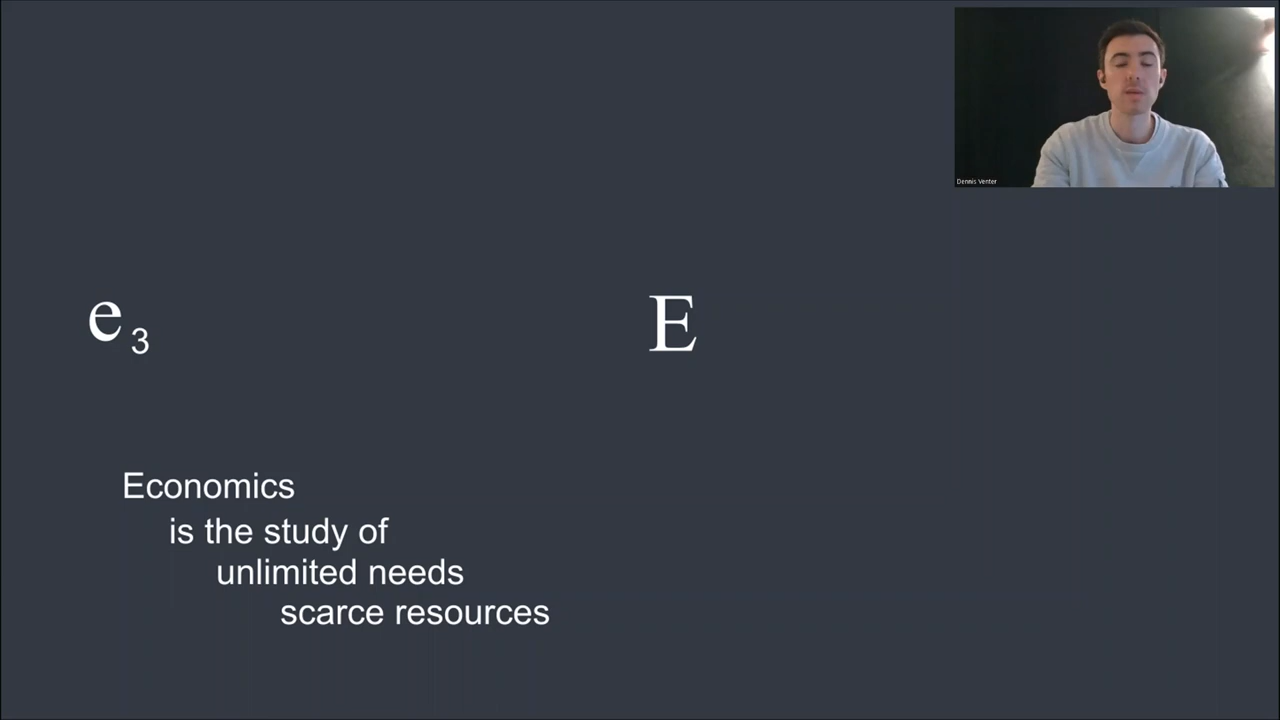 Dennis Venter
e3
E
Economics
is the study of
unlimited needs
scarce resources